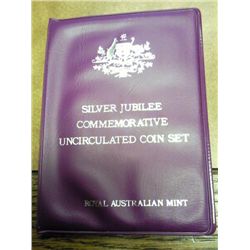 SILVER JUBILEE
COMMEMORATIVE
UNCIRCULATED COIN SET
ROYAL AUSTRALIAN MINT